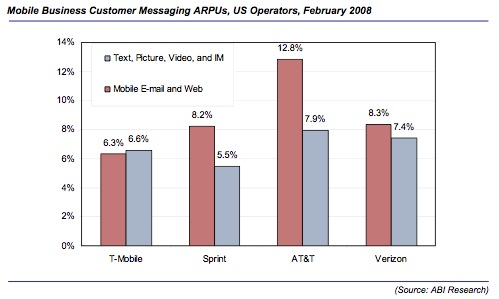 Mobile Business Customer Messaging ARPUs, US Operators, February 2008
14%
12%
10%
8%
6%
4%
2%
0%
Text, Picture, Video, and IM
Mobile E-mail and Web
6.3%
6.6%
8.2%
5.5%
12.8%
7.9%
8.3%
7.4%
T-Mobile
Sprint
AT&T
Verizon
(Source: ABI Research)